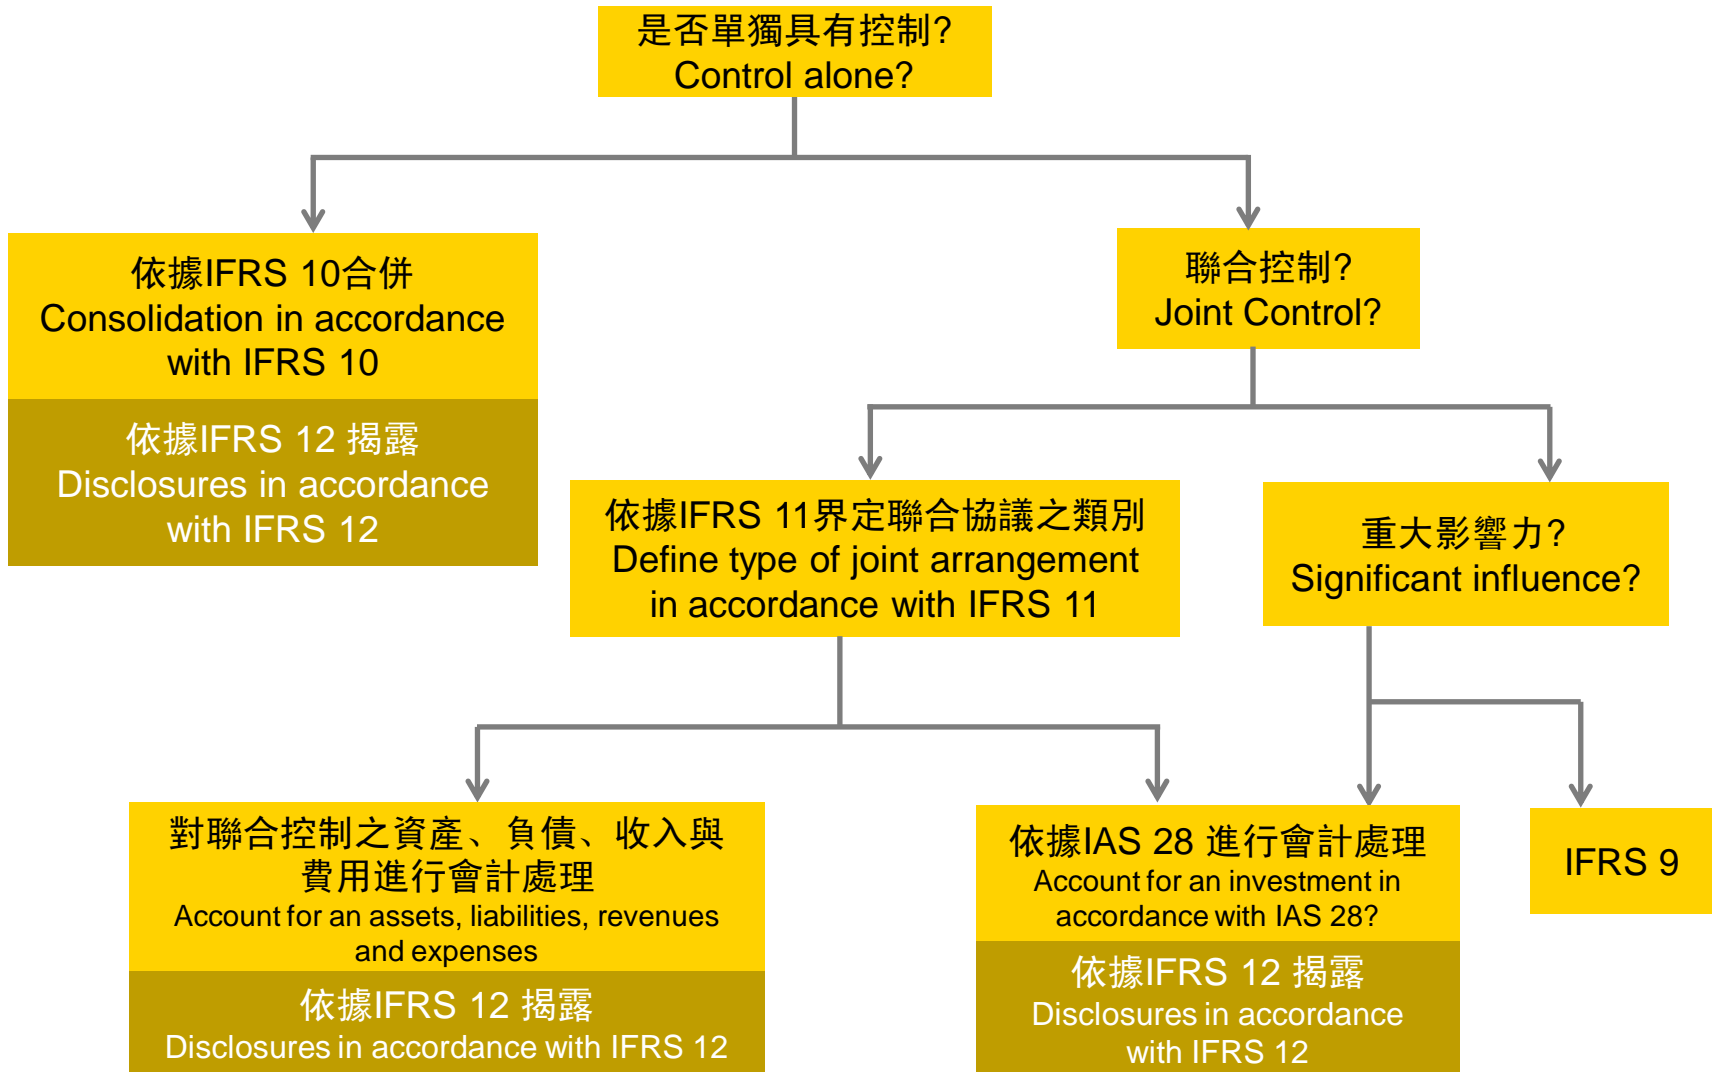 是否單獨具有控制?
Control alone?
依據IFRS 10合併
Consolidation in accordance
with IFRS 10
依據IFRS 12 揭露
Disclosures in accordance
with IFRS 12
聯合控制?
Joint Control?
依據IFRS 11界定聯合協議之類別
Define type of joint arrangement
in accordance with IFRS 11
重大影響力?
Significant influence?
對聯合控制之資產、負債、收入與
費用進行會計處理
Account for an assets, liabilities, revenues
and expenses
依據IFRS 12 揭露
Disclosures in accordance with IFRS 12
依據IAS 28 進行會計處理
Account for an investment in
accordance with IAS 28?
依據IFRS 12 揭露
Disclosures in accordance
with IFRS 12
IFRS 9